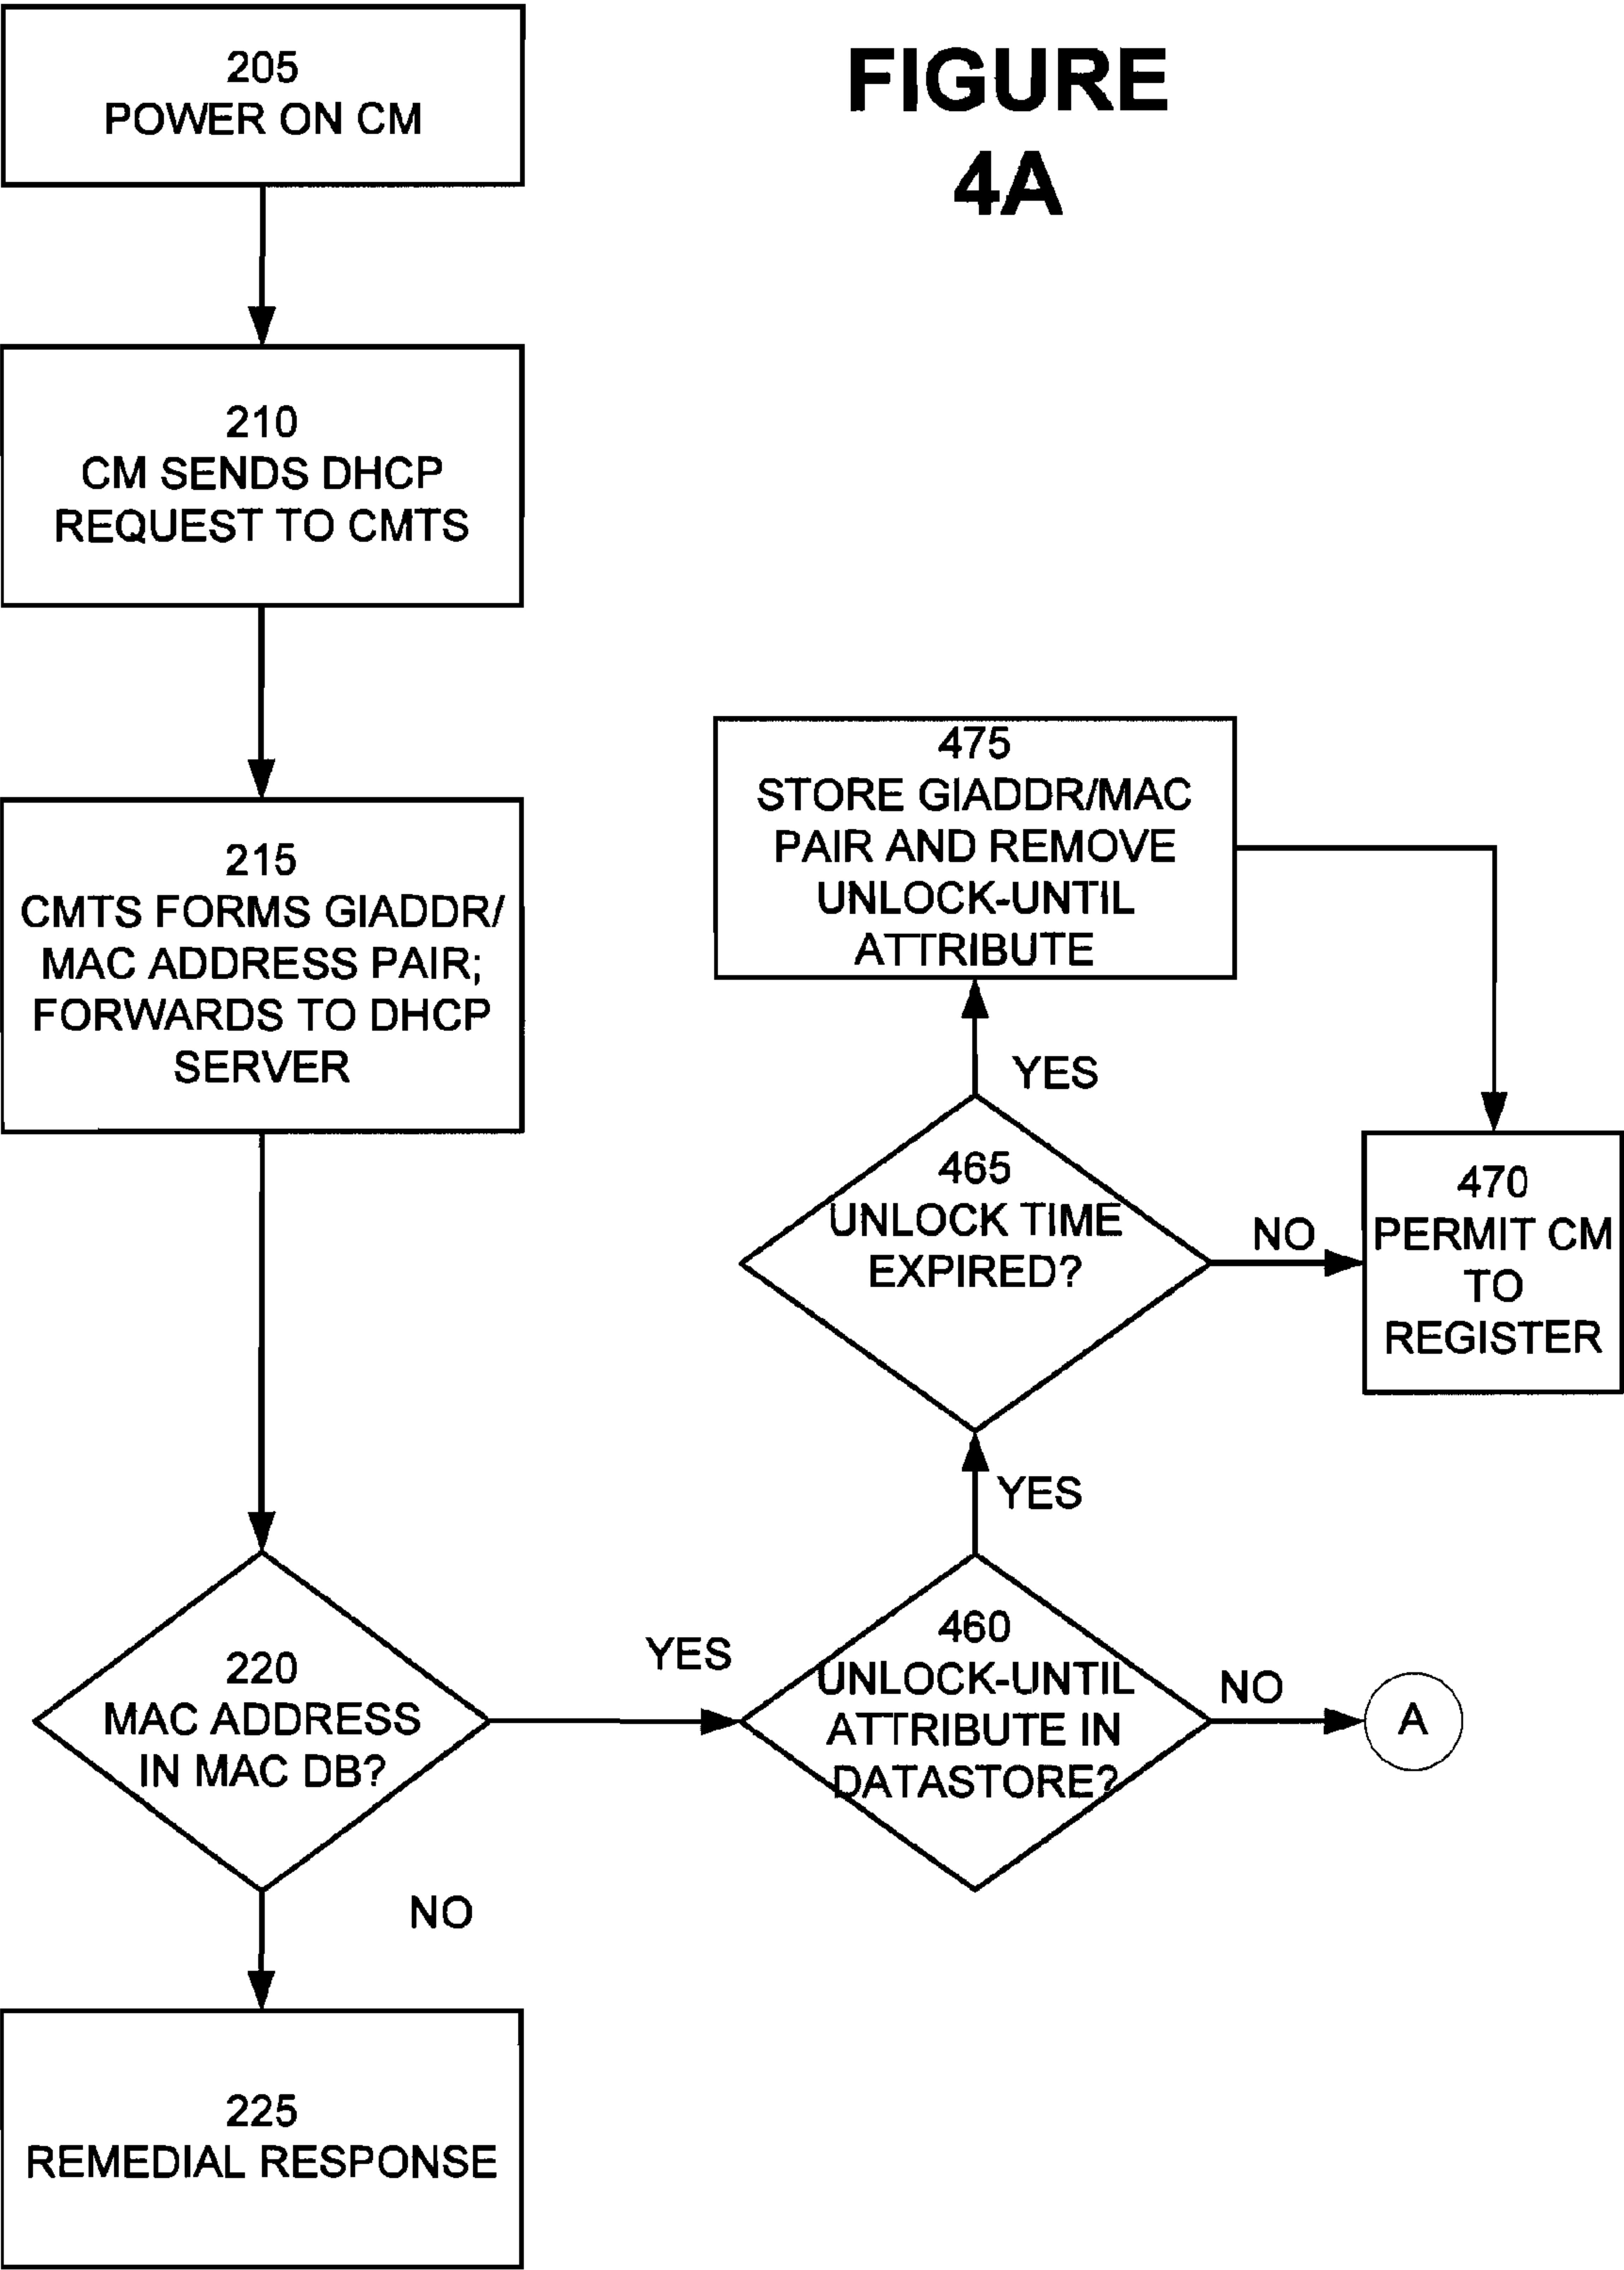 FIGURE
4A
205
POWER ON CM
210
CM SENDS DHCP
REQUEST TO CMTS
215
CMTS FORMS GIADDR/
MAC ADDRESS PAIR;
FORWARDS TO DHCP
SERVER
220
MAC ADDRESS
IN MAC DB?
NO
225
REMEDIAL RESPONSE
YES
460
UNLOCK-UNTIL
ATTRIBUTE IN
DATASTORE?
NO
A
YES
465
UNLOCK TIME
EXPIRED?
NO
470
PERMIT CM
TO
REGISTER
YES
475
STORE GIADDR/MAC
PAIR AND REMOVE
UNLOCK-UNTIL
ATTRIBUTE